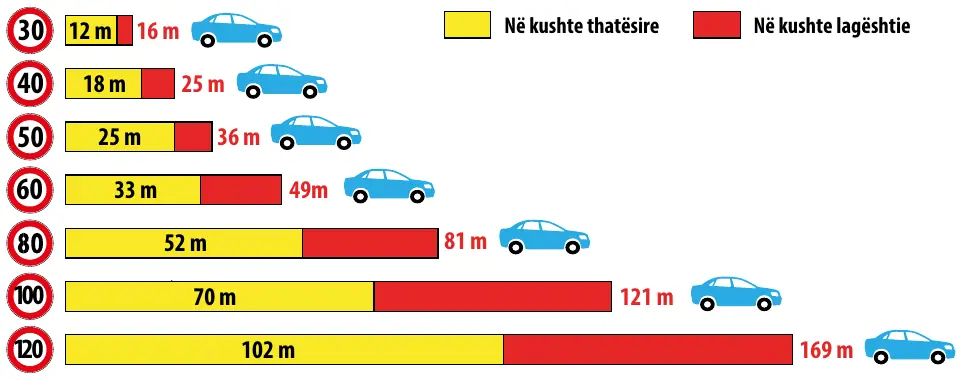 30 12 m 16 m Në kushte thatësire Në kushte lagështie
40 18 m 25 m
50 25 m 36 m
60 33 m 49m
80 52 m 81 m
100 70 m 121 m
120 102 m 169 m